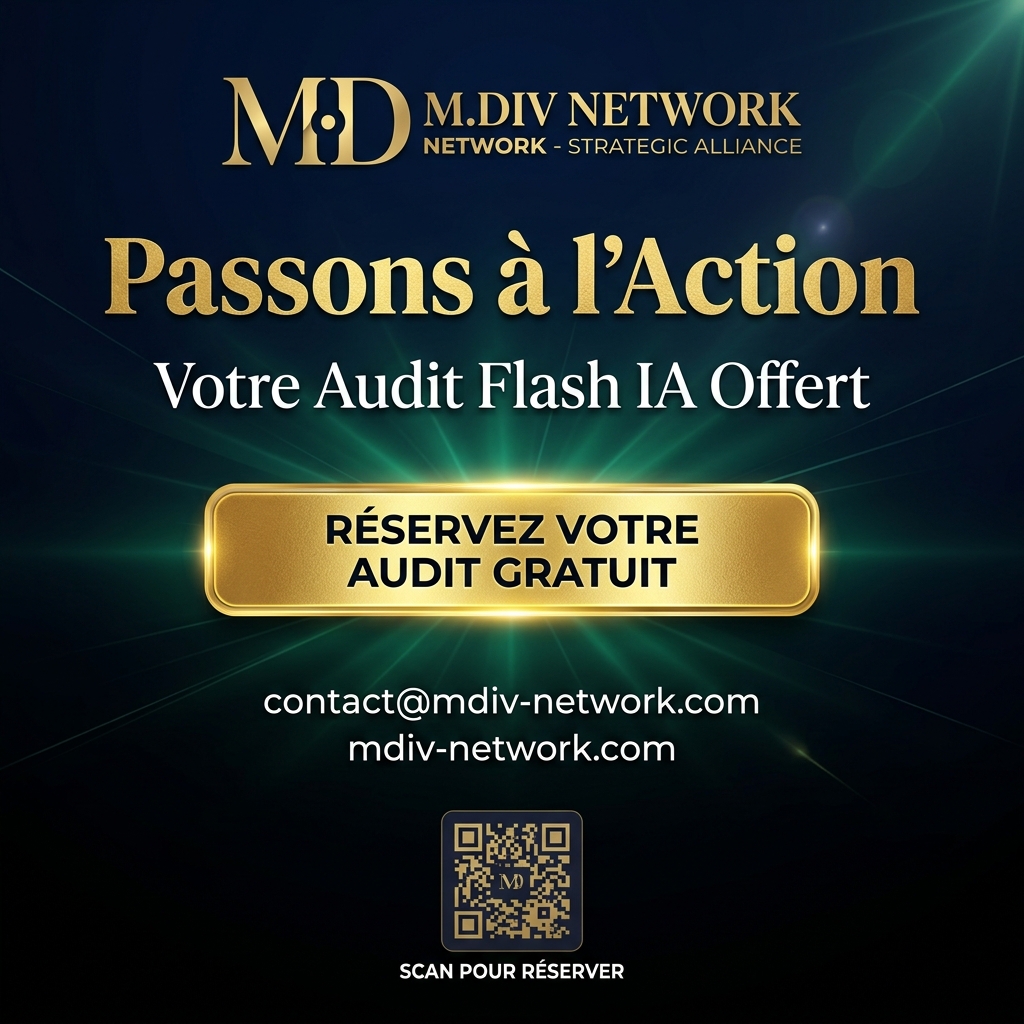 MD M.DIV NETWORK
NETWORK - STRATEGIC ALLIANCE
Passons à l'Action
Votre Audit Flash IA Offert
RÉSERVEZ VOTRE
AUDIT GRATUIT
contact@mdiv-network.com
mdiv-network.com
MD
SCAN POUR RÉSERVER